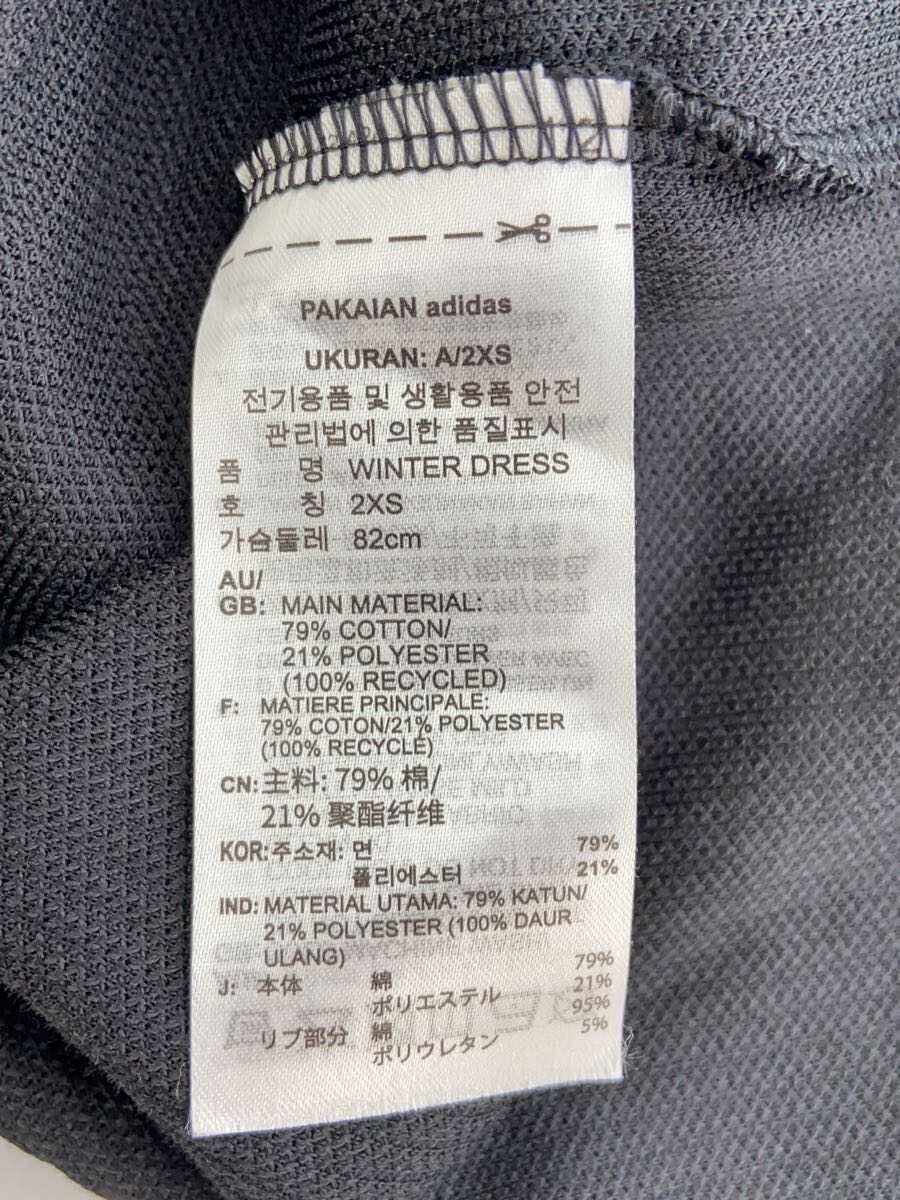 PAKAIAN adidas
UKURAN: A/2XS
전기용품 및 생활용품 안전
관리법에 의한 품질표시
품 명 WINTER DRESS
호 칭 2XS
가슴둘레 82cm
AU/
GB: MAIN MATERIAL:
79% COTTON/
21% POLYESTER
(100% RECYCLED)
F: MATIERE PRINCIPALE:
79% COTON/21% POLYESTER
(100% RECYCLE)
CN: 主料: 79% 棉/
21% 聚酯纤维
KOR: 주소재: 면 79%
폴리에스터 21%
IND: MATERIAL UTAMA: 79% KATUN/
21% POLYESTER (100% DAUR
ULANG)
J: 本体 綿 79%
ポリエステル 21%
リブ部分 綿 95%
ポリウレタン 5%